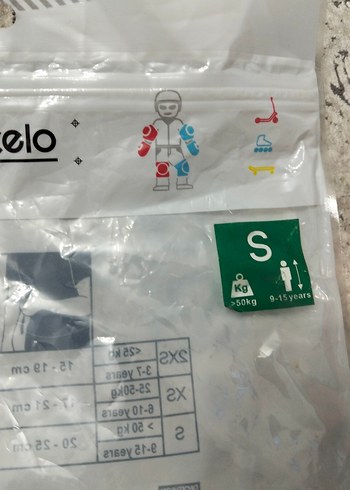 elo
S
Kg
>50kg
9-15 years
15 - 19 cm
<25 kg
3-7 years
2XS
17 - 21 cm
25-50kg
6-10 years
XS
20 - 25 cm
> 50 kg
9-15 years
S